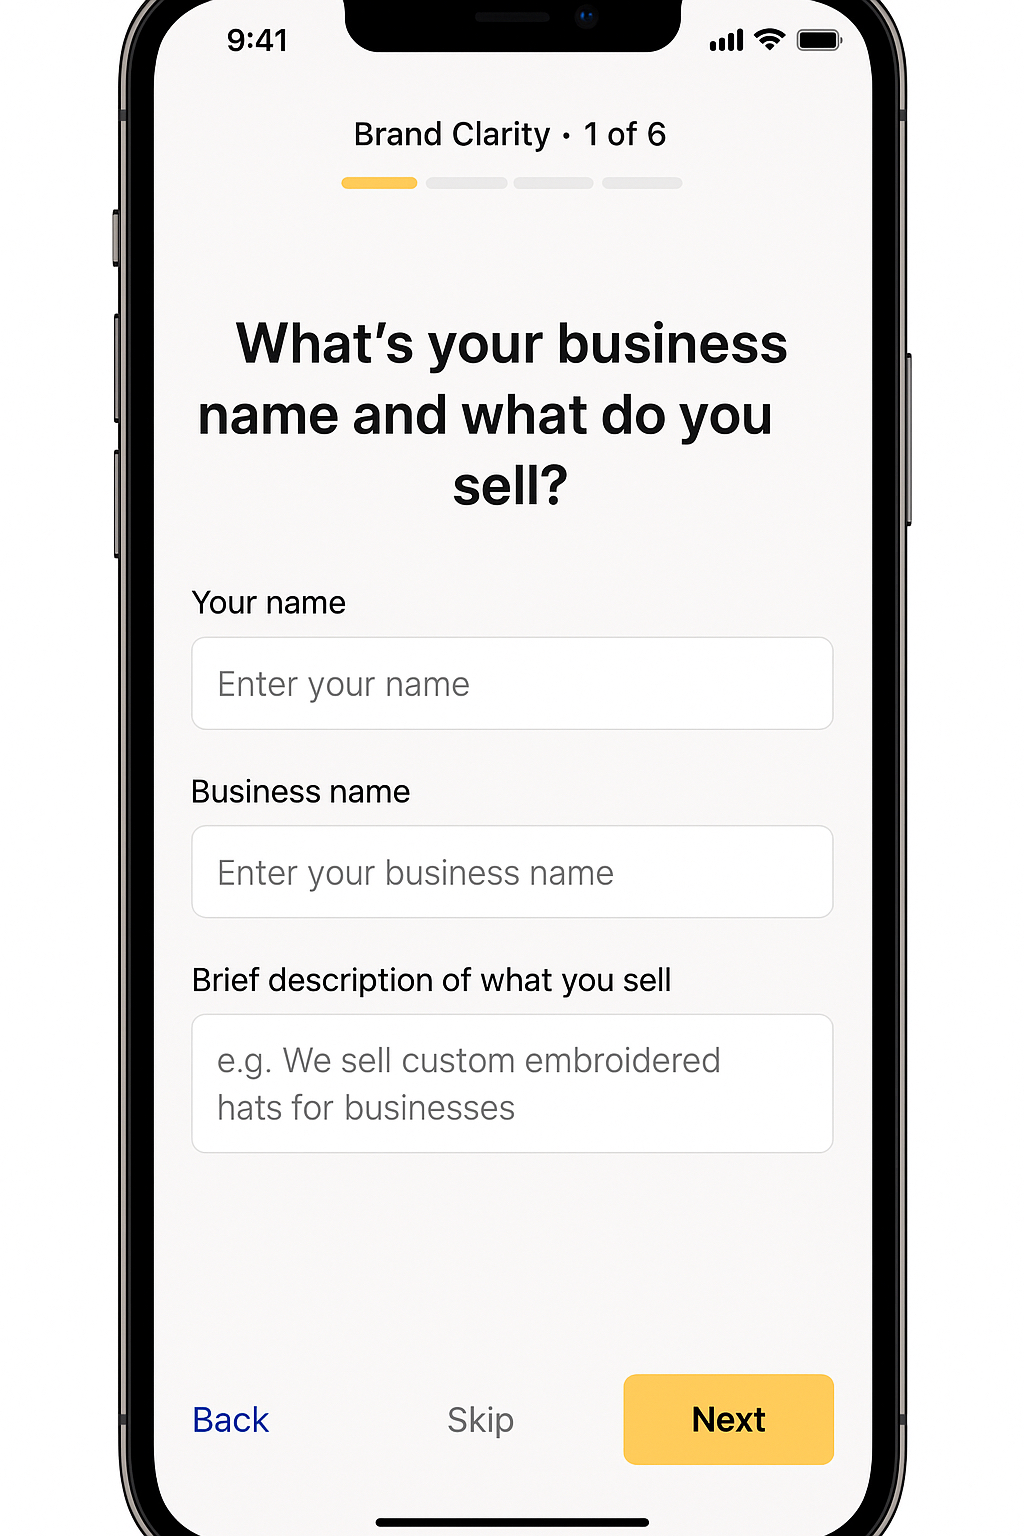 9:41
Brand Clarity · 1 of 6
What’s your business
name and what do you
sell?
Your name
Enter your name
Business name
Enter your business name
Brief description of what you sell
e.g. We sell custom embroidered
hats for businesses
Back Skip Next